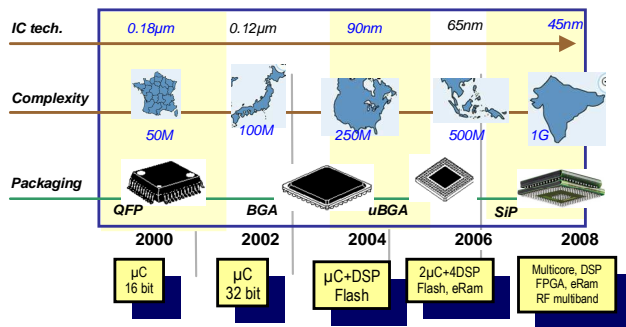 IC tech. 0.18µm 0.12µm 90nm 65nm 45nm
Complexity
50M 100M 250M 500M 1G
Packaging
QFP BGA uBGA SiP
2000 2002 2004 2006 2008
µC
16 bit
µC
32 bit
µC+DSP
Flash
2µC+4DSP
Flash, eRam
Multicore, DSP
FPGA, eRam
RF multiband